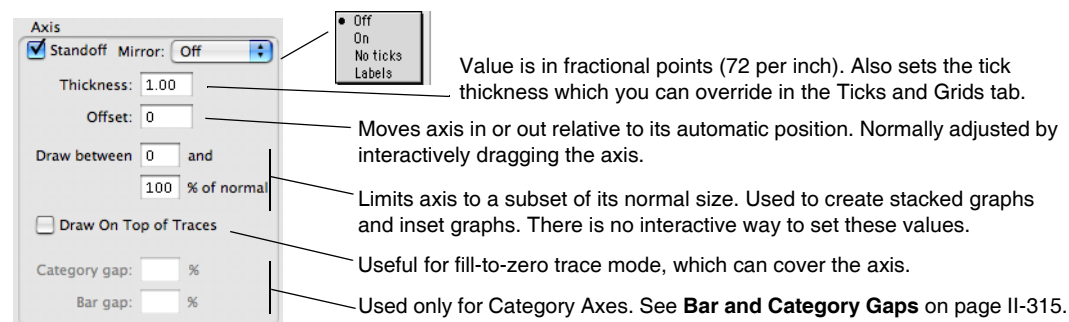 Axis
Standoff Mirror: Off
Off
On
No ticks
Labels
Thickness: 1.00
Value is in fractional points (72 per inch). Also sets the tick
thickness which you can override in the Ticks and Grids tab.
Offset: 0
Moves axis in or out relative to its automatic position. Normally adjusted by
interactively dragging the axis.
Draw between 0 and
100 % of normal
Limits axis to a subset of its normal size. Used to create stacked graphs
and inset graphs. There is no interactive way to set these values.
Draw On Top of Traces
Useful for fill-to-zero trace mode, which can cover the axis.
Category gap: %
Bar gap: %
Used only for Category Axes. See Bar and Category Gaps on page II-315.